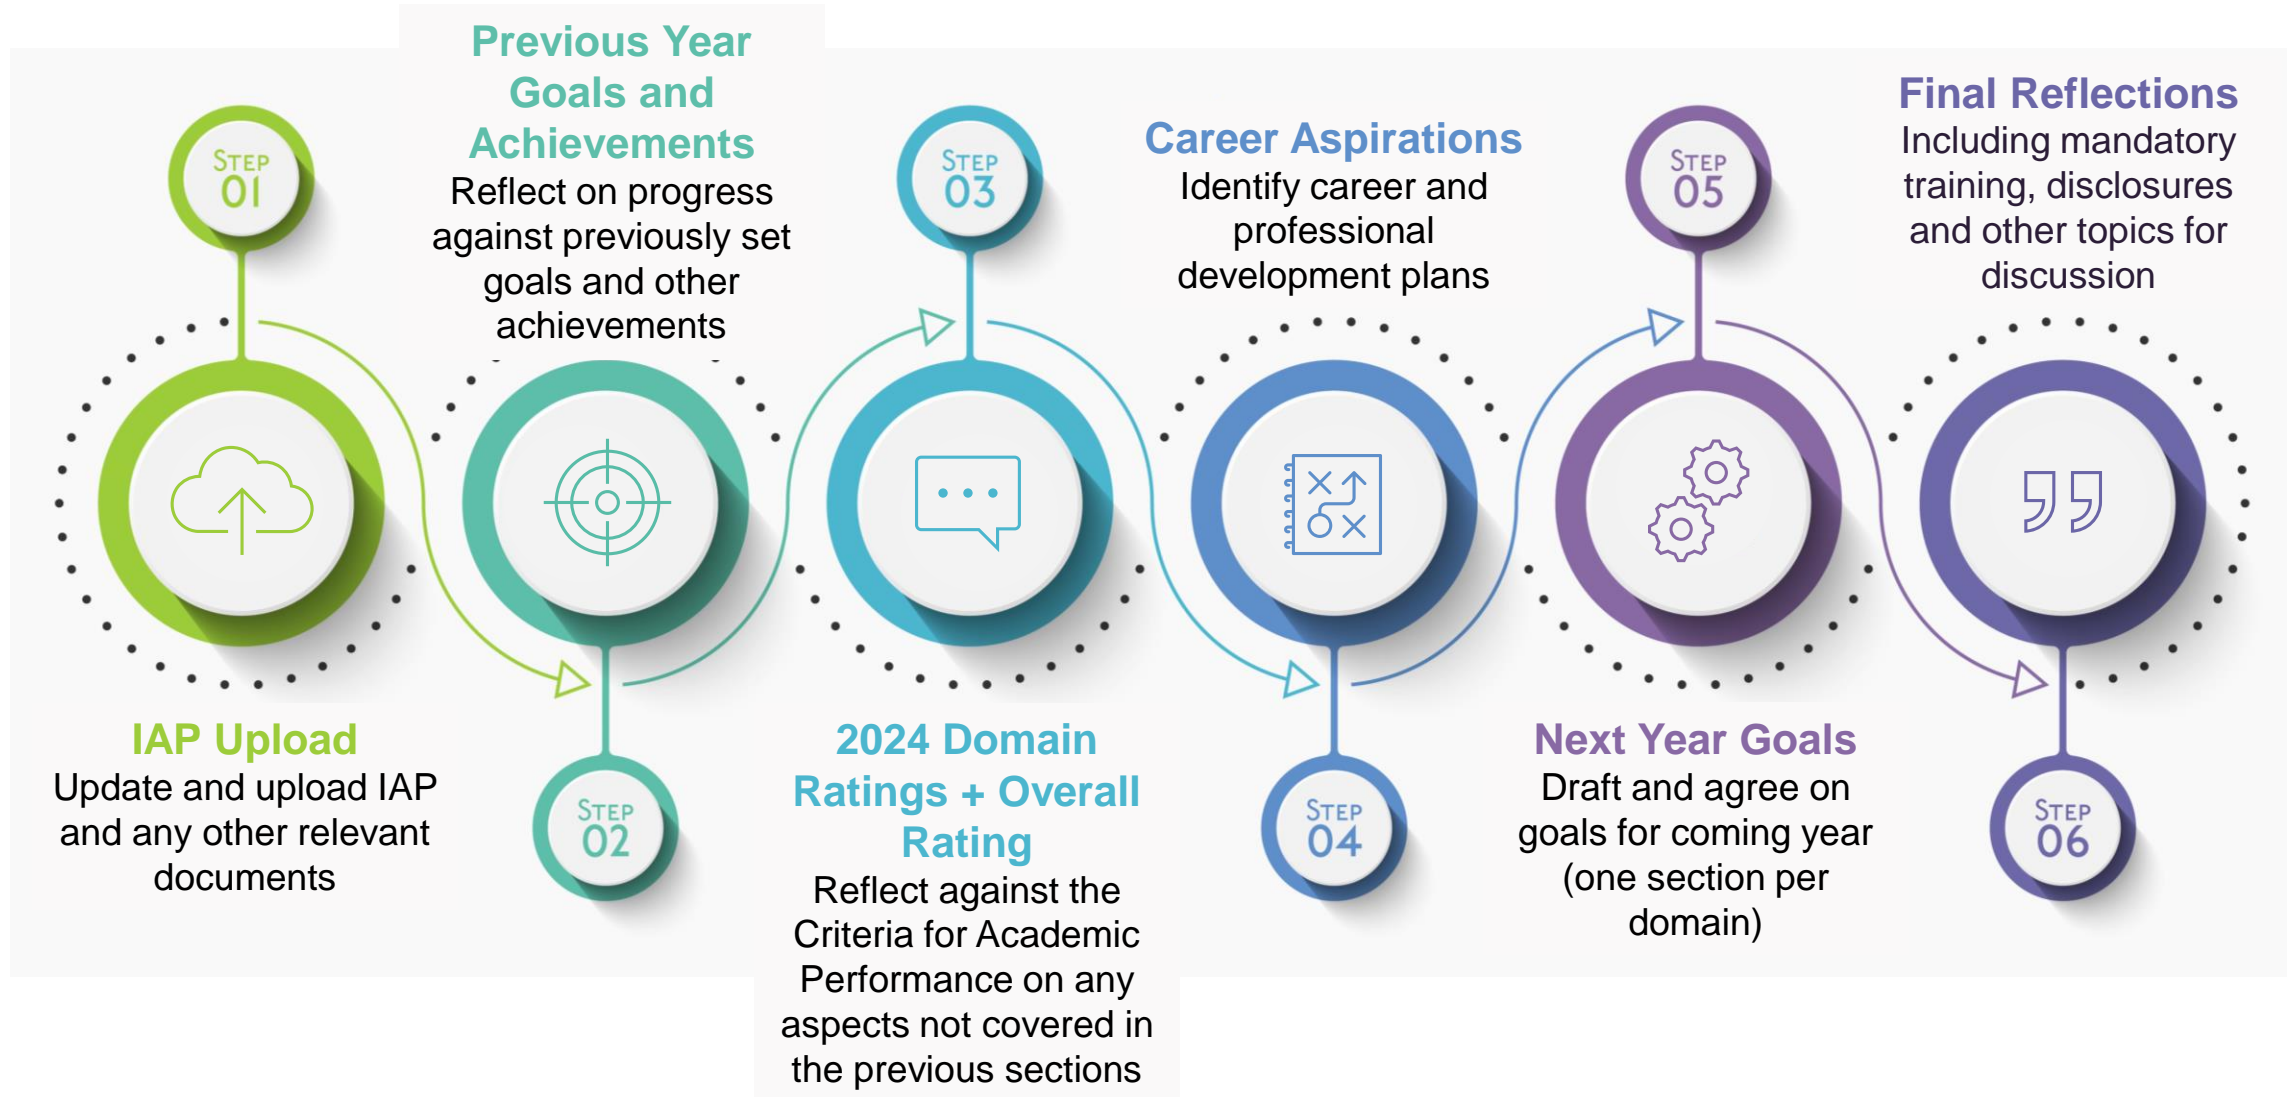 STEP
01
IAP Upload
Update and upload IAP
and any other relevant
documents
Previous Year
Goals and
Achievements
Reflect on progress
against previously set
goals and other
achievements
STEP
02
STEP
03
2024 Domain
Ratings + Overall
Rating
Reflect against the
Criteria for Academic
Performance on any
aspects not covered in
the previous sections
Career Aspirations
Identify career and
professional
development plans
STEP
04
STEP
05
Next Year Goals
Draft and agree on
goals for coming year
(one section per
domain)
Final Reflections
Including mandatory
training, disclosures
and other topics for
discussion
STEP
06